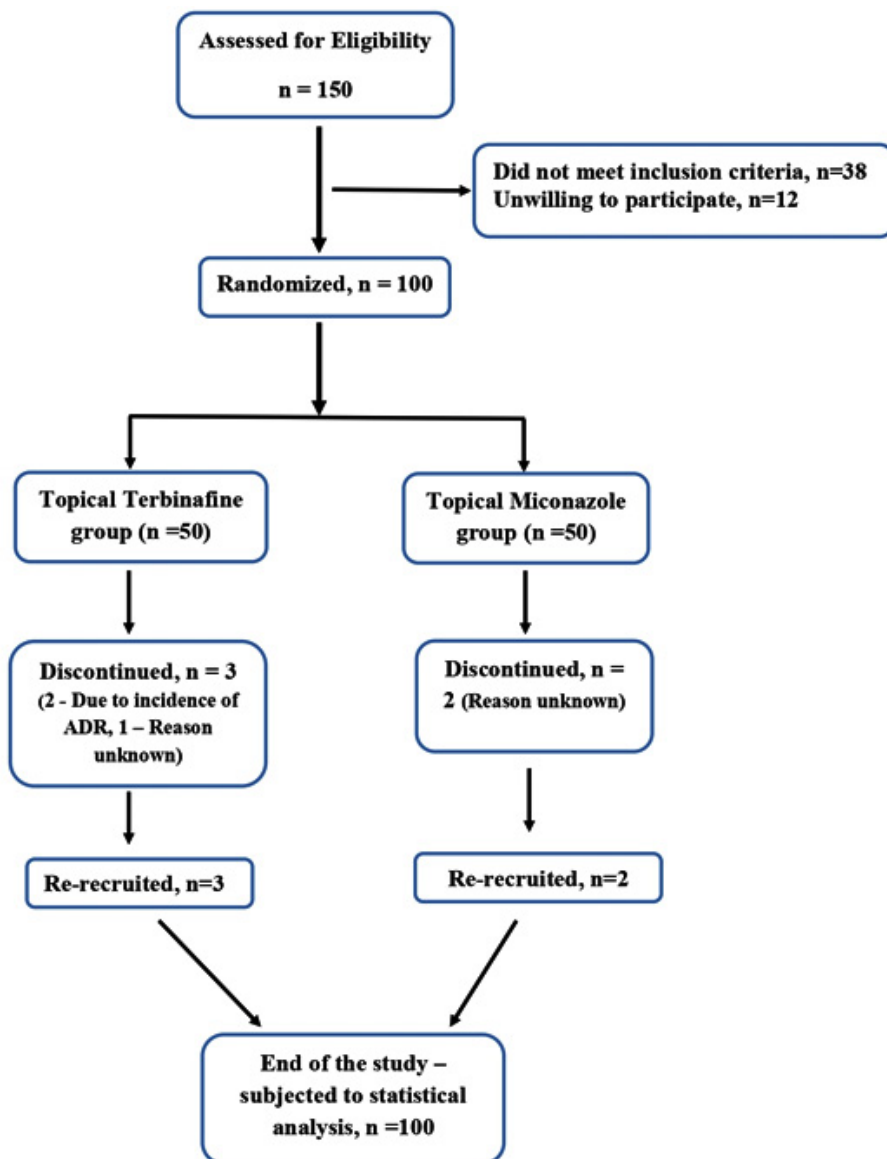 Assessed for Eligibility
n = 150
Did not meet inclusion criteria, n=38
Unwilling to participate, n=12
Randomized, n = 100
Topical Terbinafine
group (n =50)
Topical Miconazole
group (n =50)
Discontinued, n = 3
(2 - Due to incidence of
ADR, 1 – Reason
unknown)
Discontinued, n =
2 (Reason unknown)
Re-recruited, n=3
Re-recruited, n=2
End of the study –
subjected to statistical
analysis, n =100